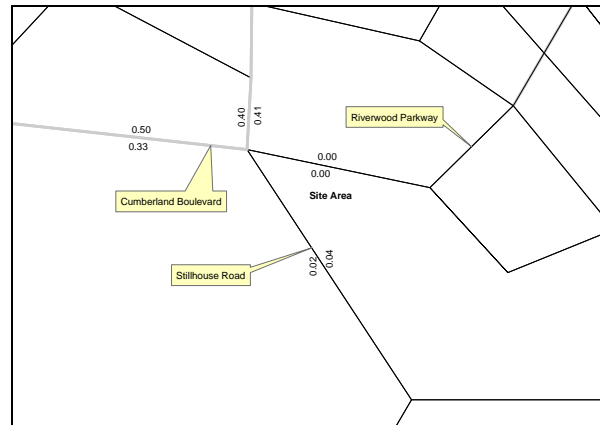 0.40
0.41
Riverwood Parkway
0.50
0.33
0.00
0.00
Cumberland Boulevard
Site Area
Stillhouse Road
0.02
0.04